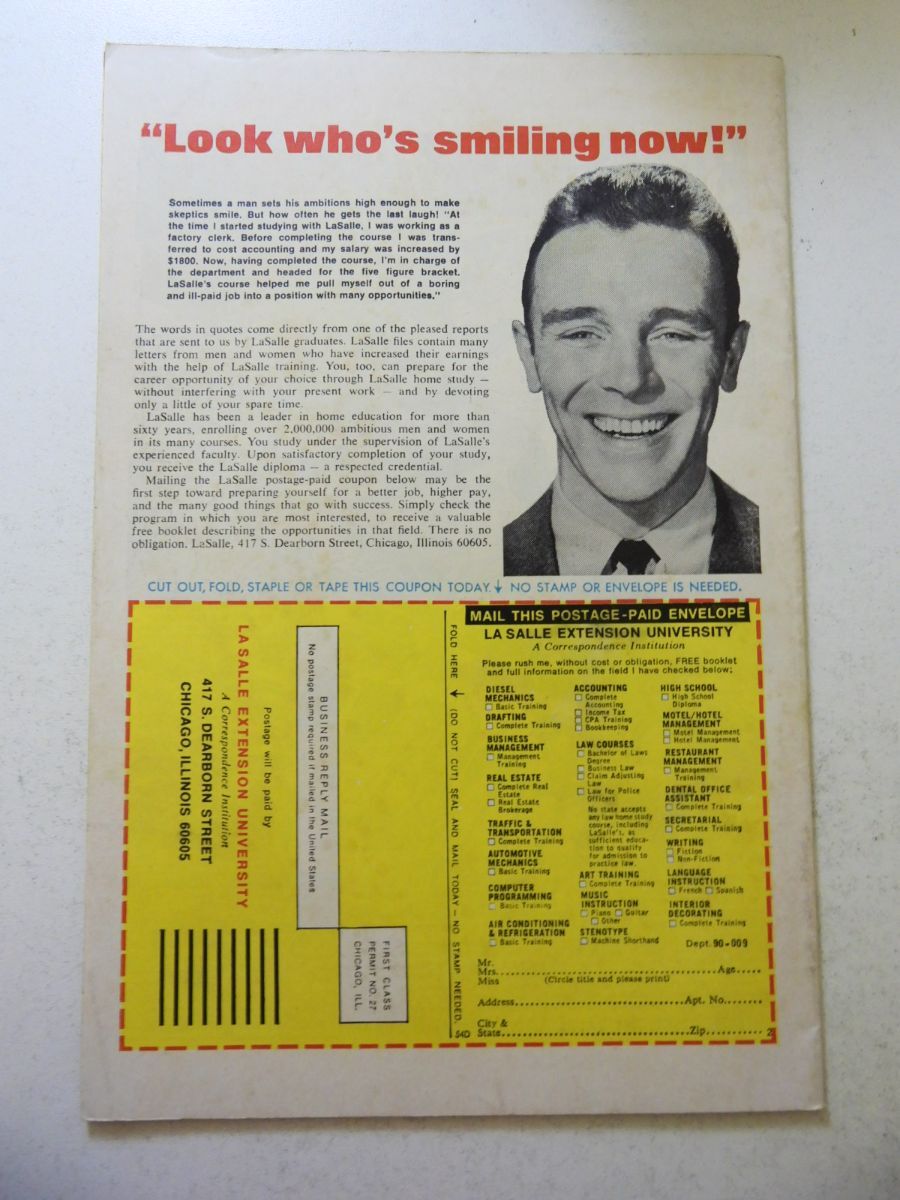 “Look who’s smiling now!”
Sometimes a man sets his ambitions high enough to make
skeptics smile. But how often he gets the last laugh! “At
the time I started studying with LaSalle, I was working as a
factory clerk. Before completing the course I was trans-
ferred to cost accounting and my salary was increased by
$1800. Now, having completed the course, I’m in charge of
the department and headed for the five figure bracket.
LaSalle’s course helped me pull myself out of a boring
and ill-paid job into a position with many opportunities.”
The words in quotes come directly from one of the pleased reports
that are sent to us by LaSalle graduates. LaSalle files contain many
letters from men and women who have increased their earnings
with the help of LaSalle training. You, too, can prepare for the
career opportunity of your choice through LaSalle home study —
without interfering with your present work — and by devoting
only a little of your spare time.
LaSalle has been a leader in home education for more than
sixty years, enrolling over 2,000,000 ambitious men and women
in its many courses. You study under the supervision of LaSalle’s
experienced faculty. Upon satisfactory completion of your study,
you receive the LaSalle diploma — a respected credential.
Mailing the LaSalle postage-paid coupon below may be the
first step toward preparing yourself for a better job, higher pay,
and the many good things that go with success. Simply check the
program in which you are most interested, to receive a valuable
free booklet describing the opportunities in that field. There is no
obligation. LaSalle, 417 S. Dearborn Street, Chicago, Illinois 60605.
CUT OUT, FOLD, STAPLE OR TAPE THIS COUPON TODAY ↓ NO STAMP OR ENVELOPE IS NEEDED.
FIRST CLASS
PERMIT NO. 27
CHICAGO, ILL.
BUSINESS REPLY MAIL
No postage stamp required if mailed in the United States
Postage will be paid by
LA SALLE EXTENSION UNIVERSITY
A Correspondence Institution
417 S. DEARBORN STREET
CHICAGO, ILLINOIS 60605
FOLD HERE ↓ (DO NOT CUT) SEAL AND MAIL TODAY — NO STAMP NEEDED.
54D
MAIL THIS POSTAGE-PAID ENVELOPE
LA SALLE EXTENSION UNIVERSITY
A Correspondence Institution
Please rush me, without cost or obligation, FREE booklet
and full information on the field I have checked below:
DIESEL
MECHANICS
☐ Basic Training
DRAFTING
☐ Complete Training
BUSINESS
MANAGEMENT
☐ Management
Training
REAL ESTATE
☐ Complete Real
Estate
☐ Real Estate
Brokerage
TRAFFIC &
TRANSPORTATION
☐ Complete Training
AUTOMOTIVE
MECHANICS
☐ Basic Training
COMPUTER
PROGRAMMING
☐ Basic Training
AIR CONDITIONING
& REFRIGERATION
☐ Basic Training
ACCOUNTING
☐ Complete
Accounting
☐ Income Tax
☐ CPA Training
☐ Bookkeeping
LAW COURSES
☐ Bachelor of Laws
Degree
☐ Business Law
☐ Claim Adjusting
Law
☐ Law for Police
Officers
No state accepts
any law home study
course, including
LaSalle’s, as
sufficient educa-
tion to qualify
for admission to
practice law.
ART TRAINING
☐ Complete Training
MUSIC
INSTRUCTION
☐ Piano ☐ Guitar
☐ Other
STENOTYPE
☐ Machine Shorthand
HIGH SCHOOL
☐ High School
Diploma
MOTEL/HOTEL
MANAGEMENT
☐ Motel Management
☐ Hotel Management
RESTAURANT
MANAGEMENT
☐ Management
Training
DENTAL OFFICE
ASSISTANT
☐ Complete Training
SECRETARIAL
☐ Complete Training
WRITING
☐ Fiction
☐ Non-Fiction
LANGUAGE
INSTRUCTION
☐ French ☐ Spanish
INTERIOR
DECORATING
☐ Complete Training
Dept. 90-009
Mr.
Mrs. Age
Miss (Circle title and please print)
Address Apt. No.
City &
State Zip 2